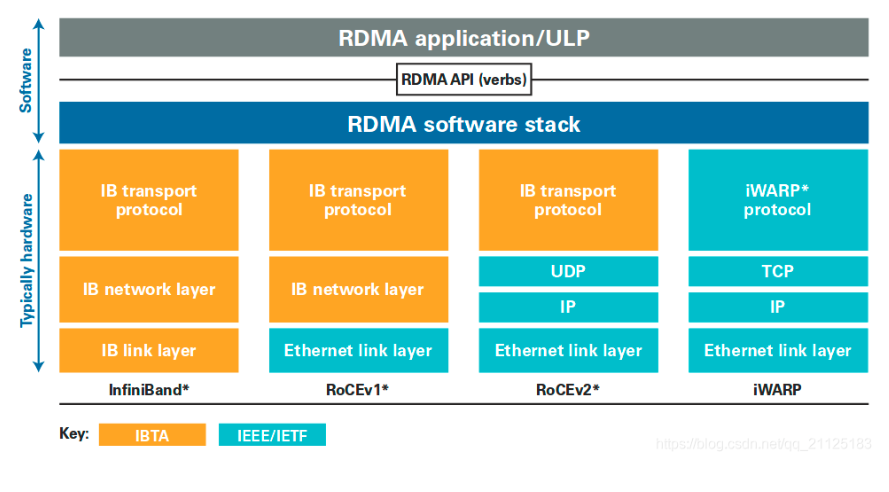 RDMA application/ULP
RDMA API (verbs)
RDMA software stack
Software
Typically hardware
IB transport
protocol
IB network layer
IB link layer
InfiniBand*
IB transport
protocol
IB network layer
Ethernet link layer
RoCEv1*
IB transport
protocol
UDP
IP
Ethernet link layer
RoCEv2*
iWARP*
protocol
TCP
IP
Ethernet link layer
iWARP
Key:
IBTA
IEEE/IETF
https://blog.csdn.net/qq_21125183